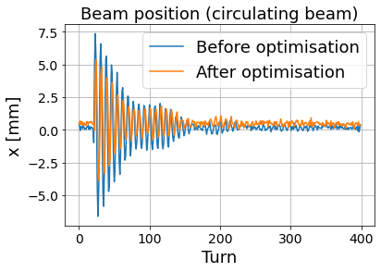 Beam position (circulating beam)
7.5
5.0
2.5
0.0
−2.5
−5.0
x [mm]
Before optimisation
After optimisation
0
100
200
300
400
Turn